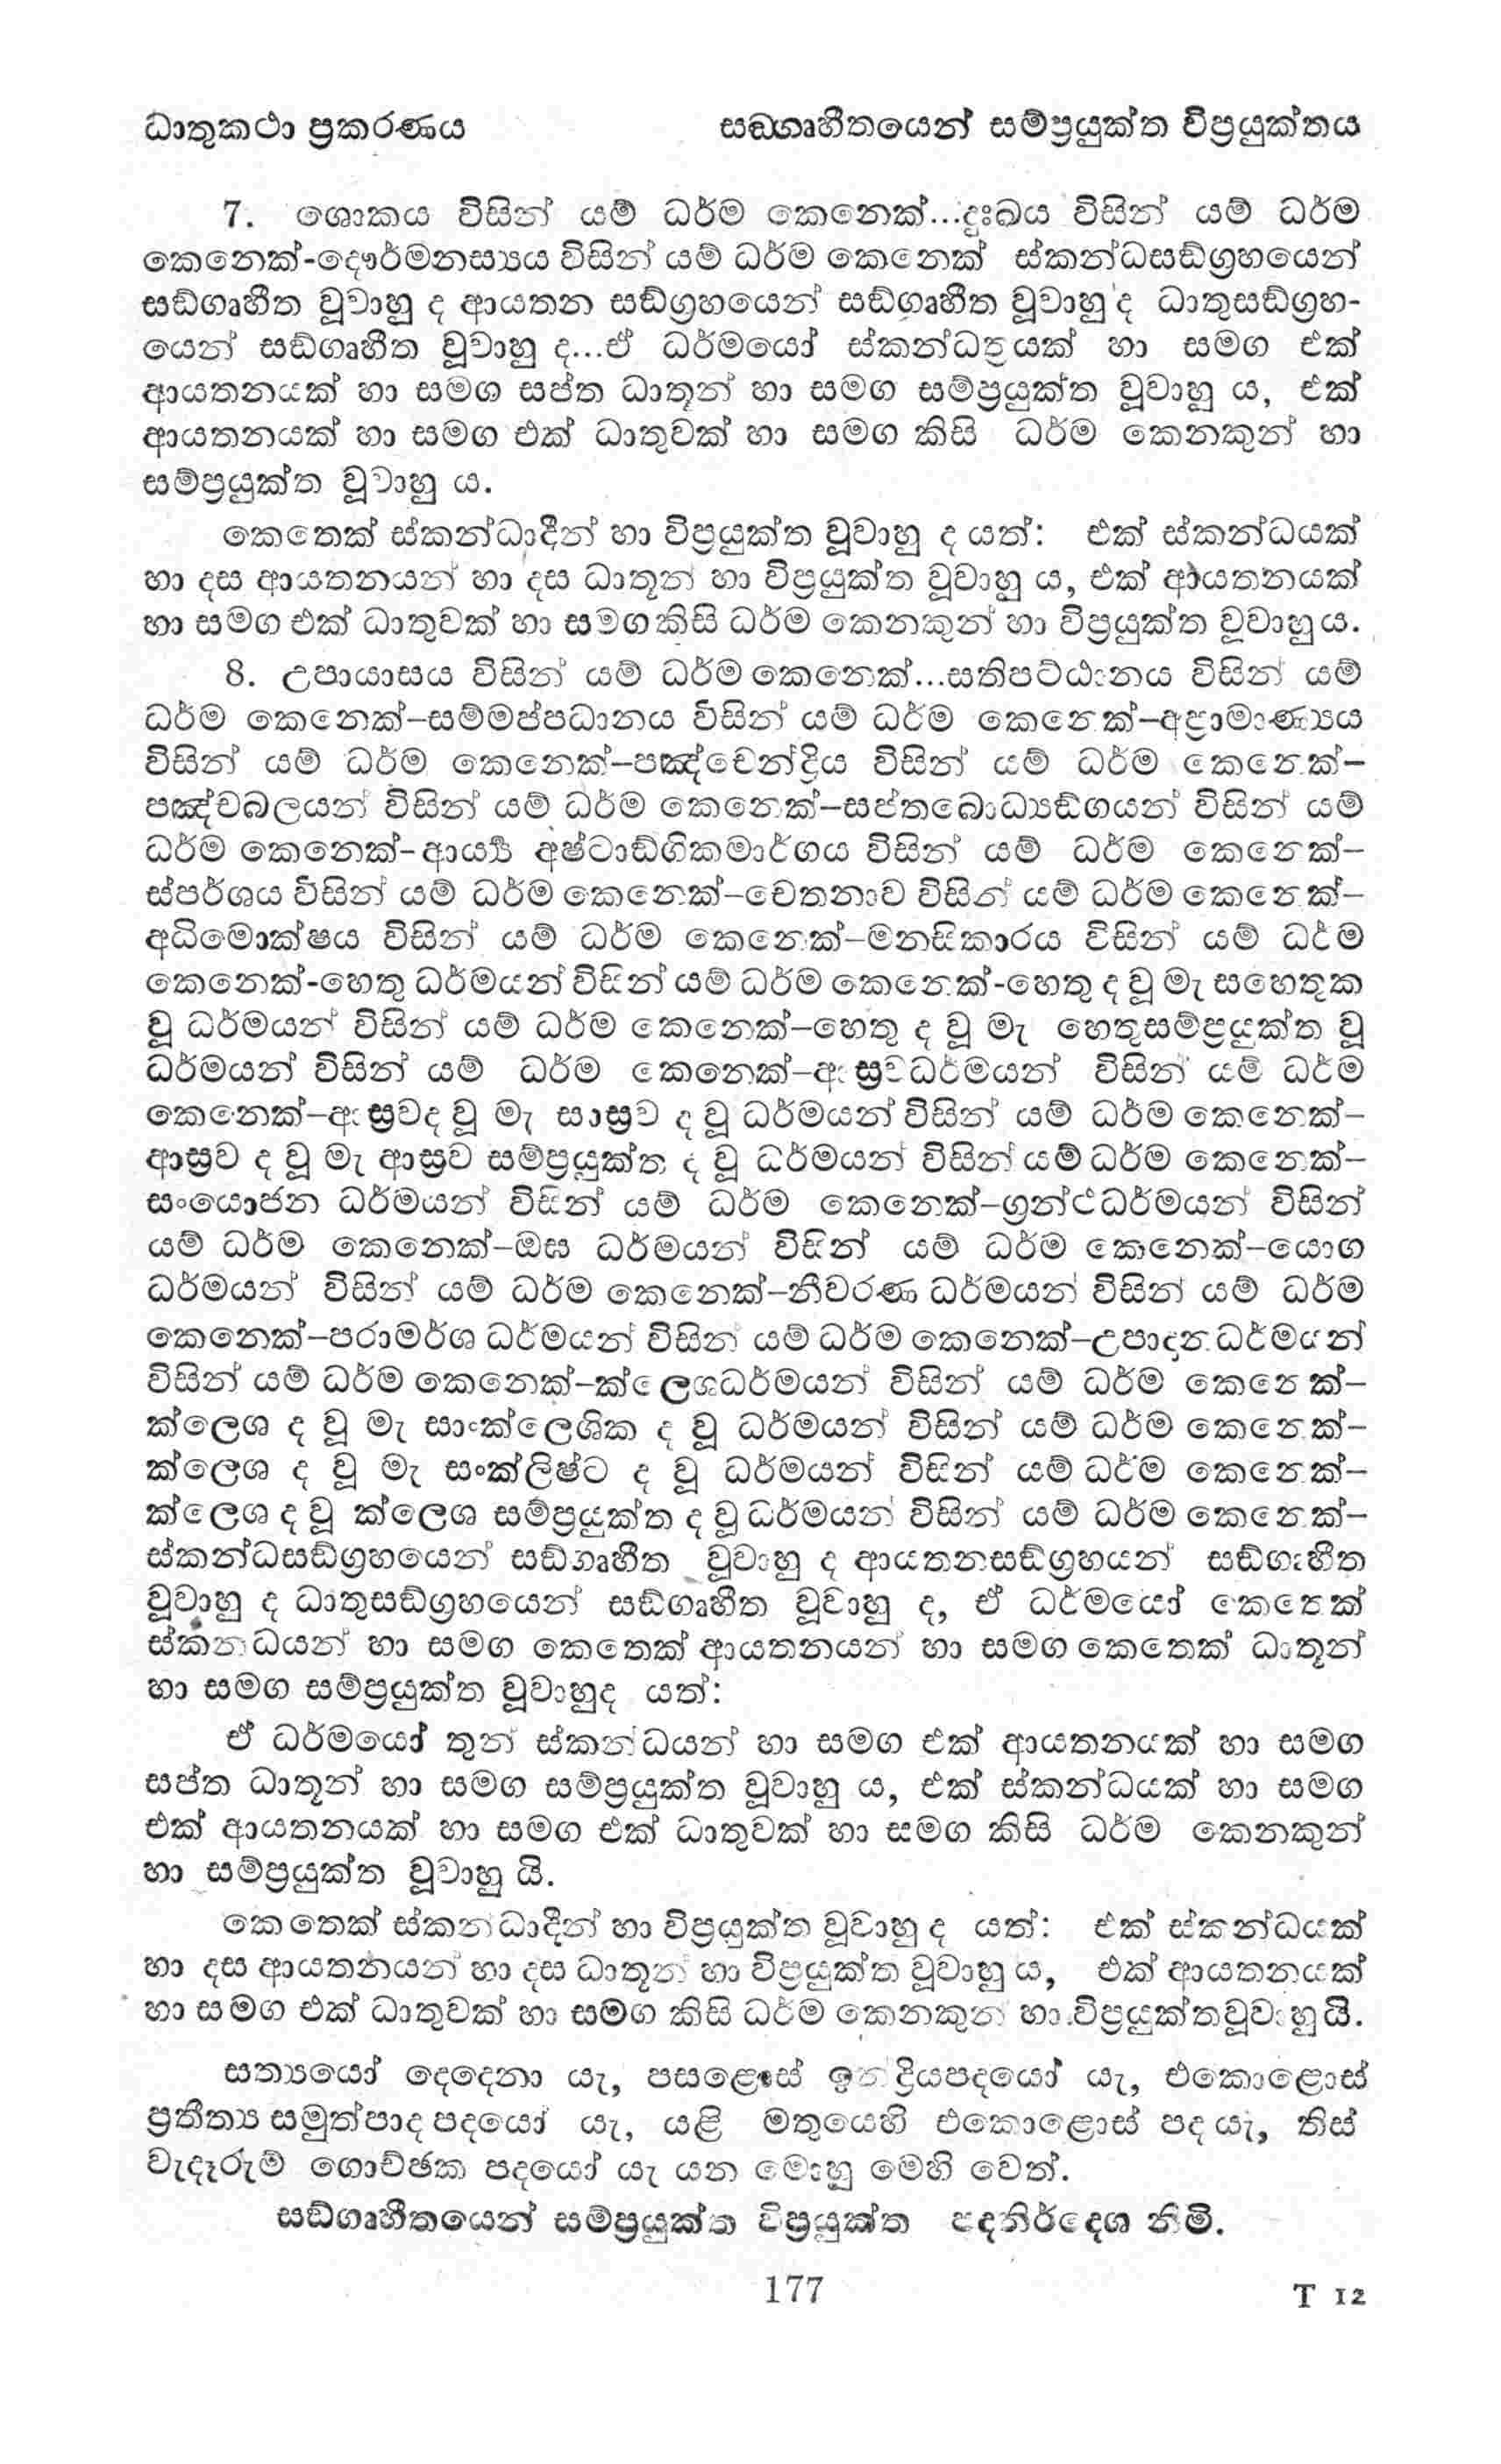 ධාතුකථා ප්‍රකරණය
සඞ්ගෘහීතයෙන් සම්ප්‍රයුක්ත විප්‍රයුක්තය
7. ශොකය විසින් යම් ධර්ම කෙනෙක්...දුඃඛය විසින් යම් ධර්ම
කෙනෙක්-දෞර්මනස්‍යය විසින් යම් ධර්ම කෙනෙක් ස්කන්ධසඞ්ග්‍රහයෙන්
සඞ්ගෘහීත වූවාහු ද ආයතන සඞ්ග්‍රහයෙන් සඞ්ගෘහීත වූවාහු ද ධාතුසඞ්ග්‍රහ-
යෙන් සඞ්ගෘහීත වූවාහු ද...ඒ ධර්මයෝ ස්කන්ධත්‍රයක් හා සමග එක්
ආයතනයක් හා සමග සප්ත ධාතූන් හා සමග සම්ප්‍රයුක්ත වූවාහු ය, එක්
ආයතනයක් හා සමග එක් ධාතුවක් හා සමග කිසි ධර්ම කෙනකුන් හා
සම්ප්‍රයුක්ත වූවාහු ය.
කෙතෙක් ස්කන්ධාදීන් හා විප්‍රයුක්ත වූවාහු ද යත්: එක් ස්කන්ධයක්
හා දස ආයතනයන් හා දස ධාතූන් හා විප්‍රයුක්ත වූවාහු ය, එක් ආයතනයක්
හා සමග එක් ධාතුවක් හා සමග කිසි ධර්ම කෙනකුන් හා විප්‍රයුක්ත වූවාහු ය.
8. උපායාසය විසින් යම් ධර්ම කෙනෙක්...සතිපට්ඨානය විසින් යම්
ධර්ම කෙනෙක්–සම්මප්පධානය විසින් යම් ධර්ම කෙනෙක්–අප්‍රාමාණ්‍යය
විසින් යම් ධර්ම කෙනෙක්–පඤ්චෙන්ද්‍රිය විසින් යම් ධර්ම කෙනෙක්–
පඤ්චබලයන් විසින් යම් ධර්ම කෙනෙක්–සප්තබොධ්‍යඞ්ගයන් විසින් යම්
ධර්ම කෙනෙක්-ආර්‍ය්‍ය අෂ්ටාඞ්ගිකමාර්ගය විසින් යම් ධර්ම කෙනෙක්–
ස්පර්ශය විසින් යම් ධර්ම කෙනෙක්–චෙතනාව විසින් යම් ධර්ම කෙනෙක්–
අධිමොක්ෂය විසින් යම් ධර්ම කෙනෙක්–මනසිකාරය විසින් යම් ධර්ම
කෙනෙක්-හෙතු ධර්මයන් විසින් යම් ධර්ම කෙනෙක්-හෙතු ද වූ මැ සහෙතුක
වූ ධර්මයන් විසින් යම් ධර්ම කෙනෙක්–හෙතු ද වූ මැ හෙතුසම්ප්‍රයුක්ත වූ
ධර්මයන් විසින් යම් ධර්ම කෙනෙක්–ආස්‍රවධර්මයන් විසින් යම් ධර්ම
කෙනෙක්–ආස්‍රවද වූ මැ සාස්‍රව ද වූ ධර්මයන් විසින් යම් ධර්ම කෙනෙක්–
ආස්‍රව ද වූ මැ ආස්‍රව සම්ප්‍රයුක්ත ද වූ ධර්මයන් විසින් යම් ධර්ම කෙනෙක්–
සංයොජන ධර්මයන් විසින් යම් ධර්ම කෙනෙක්–ග්‍රන්ථධර්මයන් විසින්
යම් ධර්ම කෙනෙක්–ඔඝ ධර්මයන් විසින් යම් ධර්ම කෙනෙක්–යොග
ධර්මයන් විසින් යම් ධර්ම කෙනෙක්–නීවරණ ධර්මයන් විසින් යම් ධර්ම
කෙනෙක්–පරාමර්ශ ධර්මයන් විසින් යම් ධර්ම කෙනෙක්–උපාදාන ධර්මයන්
විසින් යම් ධර්ම කෙනෙක්–ක්ලෙශධර්මයන් විසින් යම් ධර්ම කෙනෙක්–
ක්ලෙශ ද වූ මැ සාංක්ලෙශික ද වූ ධර්මයන් විසින් යම් ධර්ම කෙනෙක්–
ක්ලෙශ ද වූ මැ සංක්ලිෂ්ට ද වූ ධර්මයන් විසින් යම් ධර්ම කෙනෙක්–
ක්ලෙශ ද වූ ක්ලෙශ සම්ප්‍රයුක්ත ද වූ ධර්මයන් විසින් යම් ධර්ම කෙනෙක්–
ස්කන්ධසඞ්ග්‍රහයෙන් සඞ්ගෘහීත වූවාහු ද ආයතනසඞ්ග්‍රහයන් සඞ්ගෘහීත
වූවාහු ද ධාතුසඞ්ග්‍රහයෙන් සඞ්ගෘහීත වූවාහු ද, ඒ ධර්මයෝ කෙතෙක්
ස්කන්ධයන් හා සමග කෙතෙක් ආයතනයන් හා සමග කෙතෙක් ධාතූන්
හා සමග සම්ප්‍රයුක්ත වූවාහුද යත්:
ඒ ධර්මයෝ තුන් ස්කන්ධයන් හා සමග එක් ආයතනයක් හා සමග
සප්ත ධාතූන් හා සමග සම්ප්‍රයුක්ත වූවාහු ය, එක් ස්කන්ධයක් හා සමග
එක් ආයතනයක් හා සමග එක් ධාතුවක් හා සමග කිසි ධර්ම කෙනකුන්
හා සම්ප්‍රයුක්ත වූවාහු යි.
කෙතෙක් ස්කන්ධාදීන් හා විප්‍රයුක්ත වූවාහු ද යත්: එක් ස්කන්ධයක්
හා දස ආයතනයන් හා දස ධාතූන් හා විප්‍රයුක්ත වූවාහු ය, එක් ආයතනයක්
හා සමග එක් ධාතුවක් හා සමග කිසි ධර්ම කෙනකුන් හා විප්‍රයුක්තවූවාහුයි.
සත්‍යයෝ දෙදෙනා යැ, පසළොස් ඉන්ද්‍රියපදයෝ යැ, එකොළොස්
ප්‍රතීත්‍ය සමුත්පාද පදයෝ යැ, යළි මතුයෙහි එකොළොස් පද යැ, තිස්
වැදෑරුම් ගොච්ඡක පදයෝ යැ යන මොහු මෙහි වෙත්.
සඞ්ගෘහීතයෙන් සම්ප්‍රයුක්ත විප්‍රයුක්ත පදනිර්දෙශ නිමි.
177
T 12